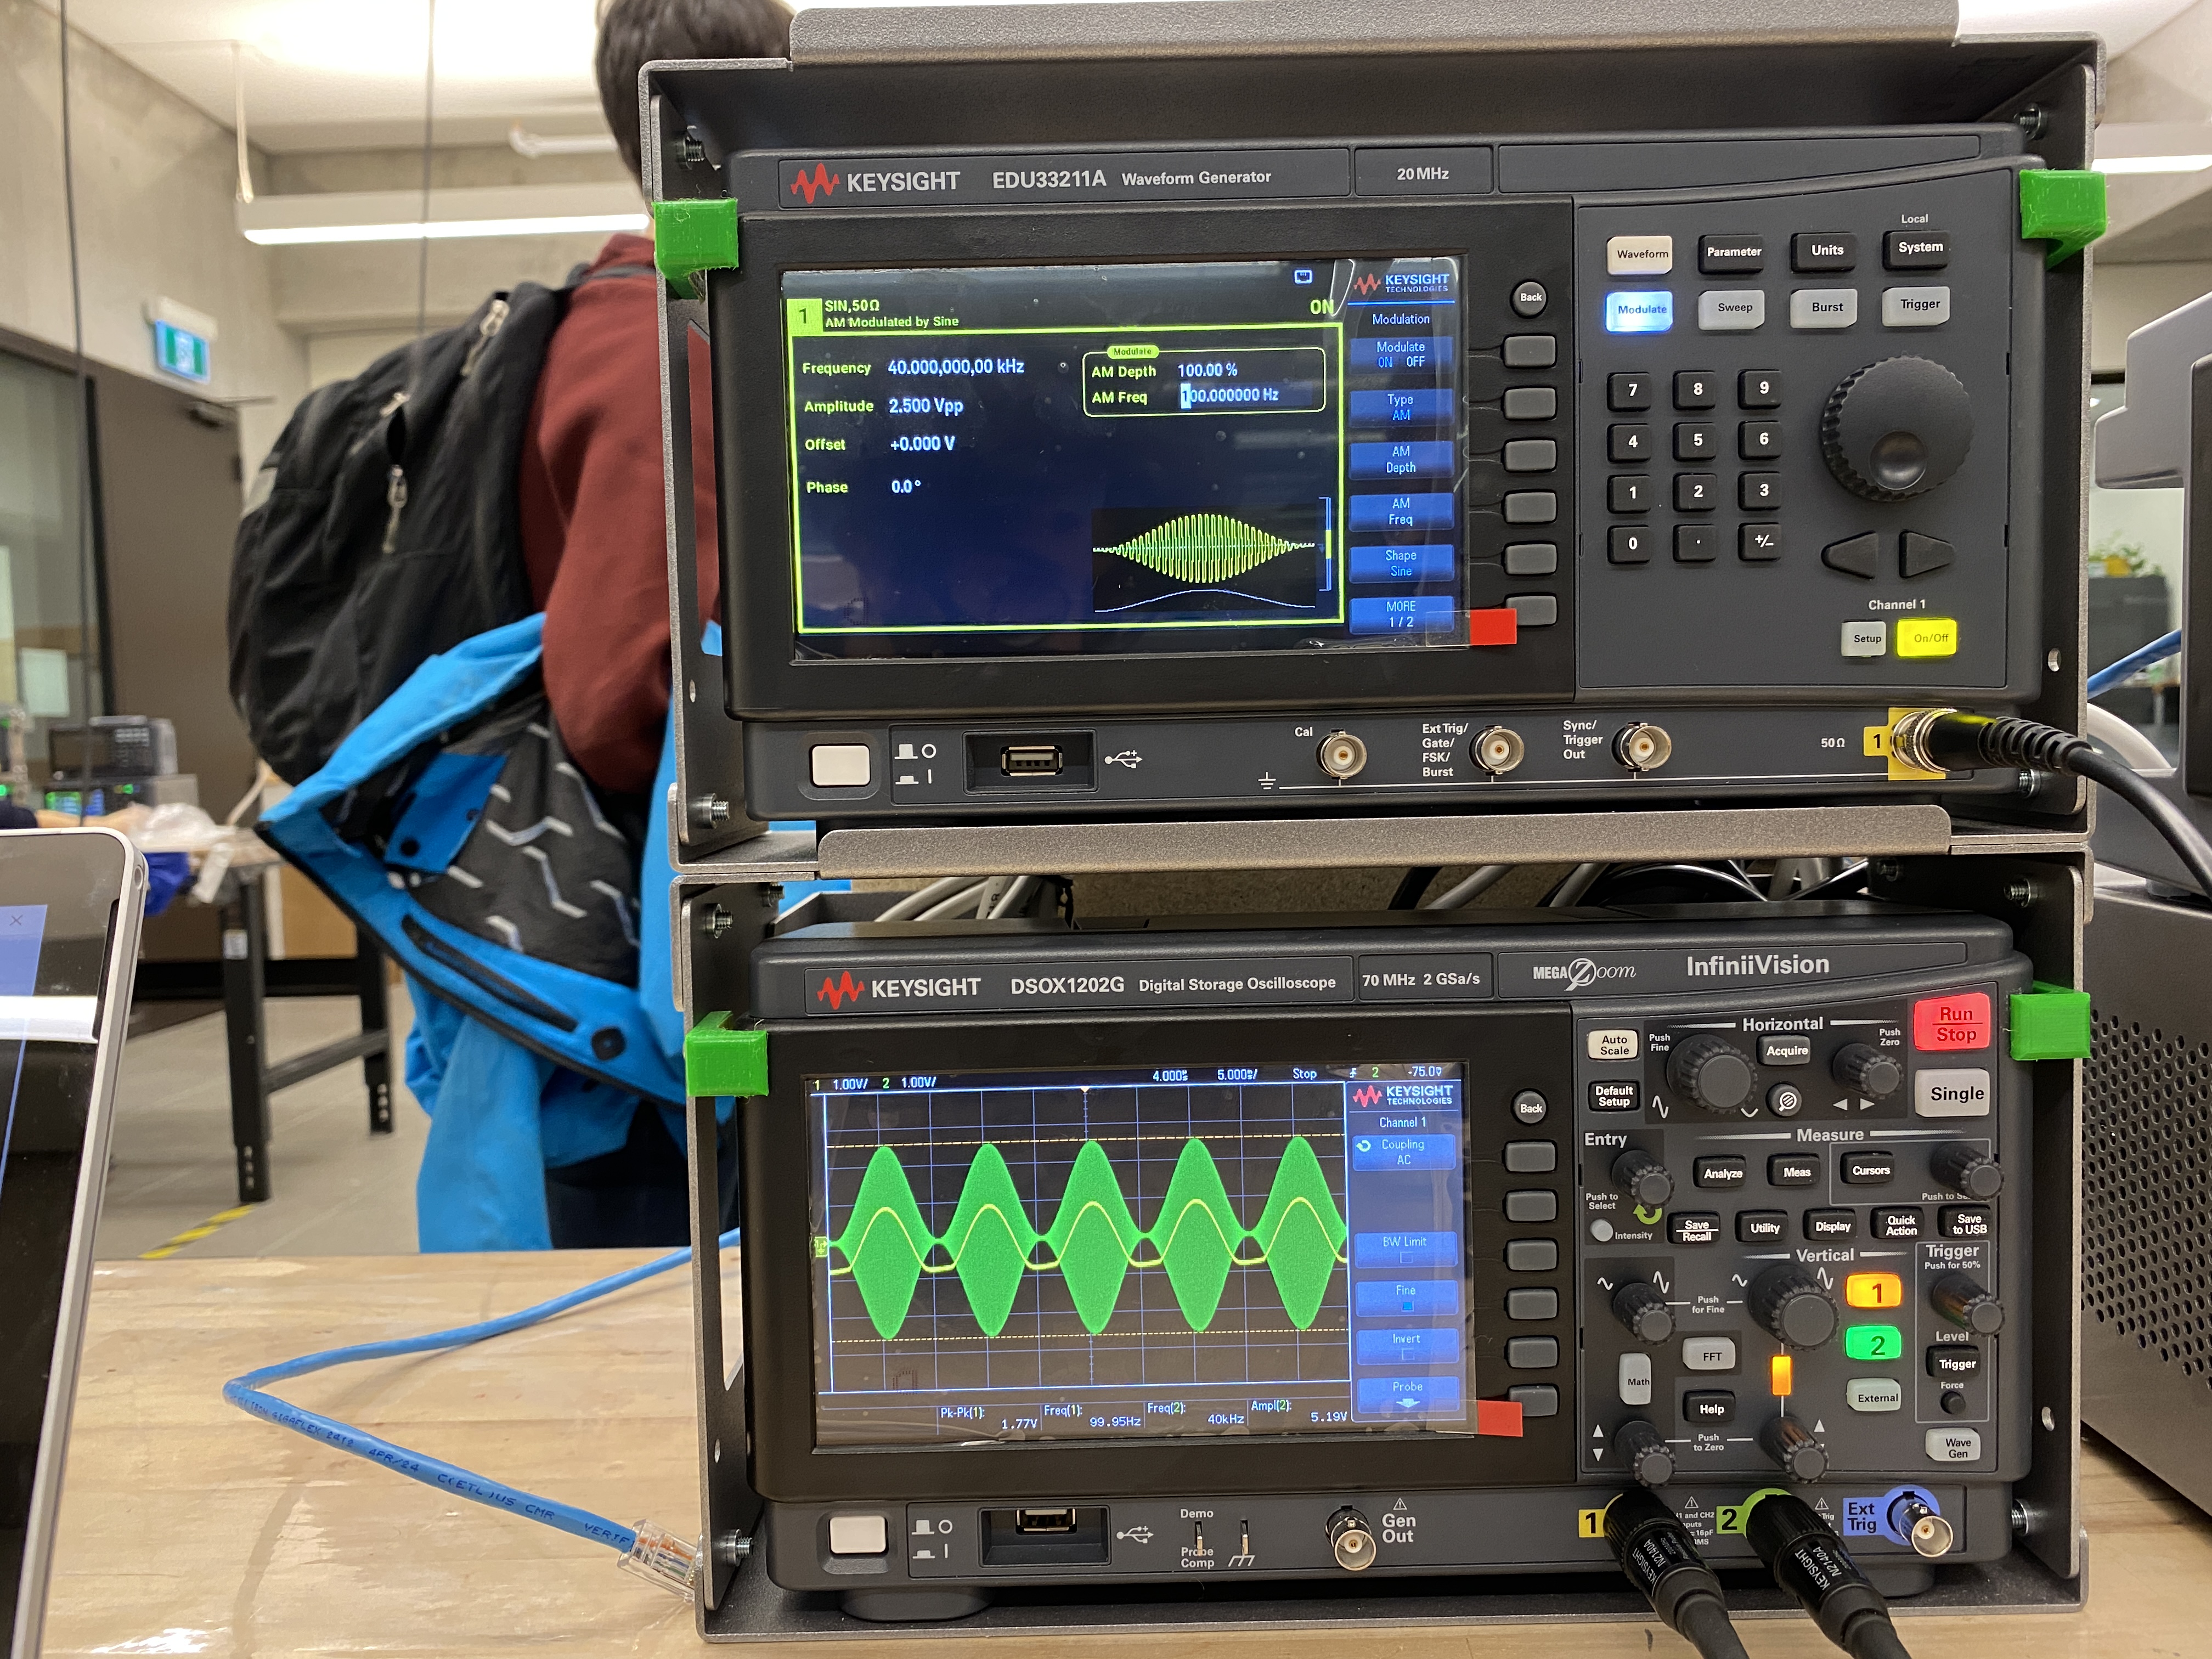 KEYSIGHT EDU33211A Waveform Generator 20 MHz
1 SIN,50Ω ON
AM Modulated by Sine
Frequency 40.000,000,00 kHz
Amplitude 2.500 Vpp
Offset +0.000 V
Phase 0.0°
Modulate
AM Depth 100.00 %
AM Freq 100.000000 Hz
KEYSIGHT
TECHNOLOGIES
Modulation
Modulate
ON OFF
Type
AM
AM
Depth
AM
Freq
Shape
Sine
MORE
1 / 2
Back
Local
Waveform Parameter Units System
Modulate Sweep Burst Trigger
7 8 9
4 5 6
1 2 3
0 . +/-
Channel 1
Setup On/Off
Cal
Ext Trig/
Gate/
FSK/
Burst
Sync/
Trigger
Out
50Ω 1
KEYSIGHT DSOX1202G Digital Storage Oscilloscope 70 MHz 2 GSa/s MEGA Zoom InfiniiVision
1 1.00V/ 2 1.00V/ 4.000s 5.000s/ Stop 2 -75.0V
KEYSIGHT
TECHNOLOGIES
Channel 1
Coupling
AC
BW Limit
Fine
Invert
Probe
Pk-Pk(1):
1.77V
Freq(1):
99.95Hz
Freq(2):
40kHz
Ampl(2):
5.19V
Back
Auto
Scale
Default
Setup
Horizontal
Push
Fine
Acquire
Push
Zero
Run
Stop
Single
Entry
Push to
Select
Intensity
Measure
Analyze Meas Cursors
Push to
Save
Recall
Utility
Display
Quick
Action
Save
to USB
Vertical
Push
for Fine
1
2
Trigger
Push for 50%
Level
Trigger
Force
Math
FFT
Help
External
Push
to Zero
Wave
Gen
Demo
Probe
Comp
Gen
Out
1
2
Ext
Trig
KEYSIGHT
N2140A
KEYSIGHT
N2140A